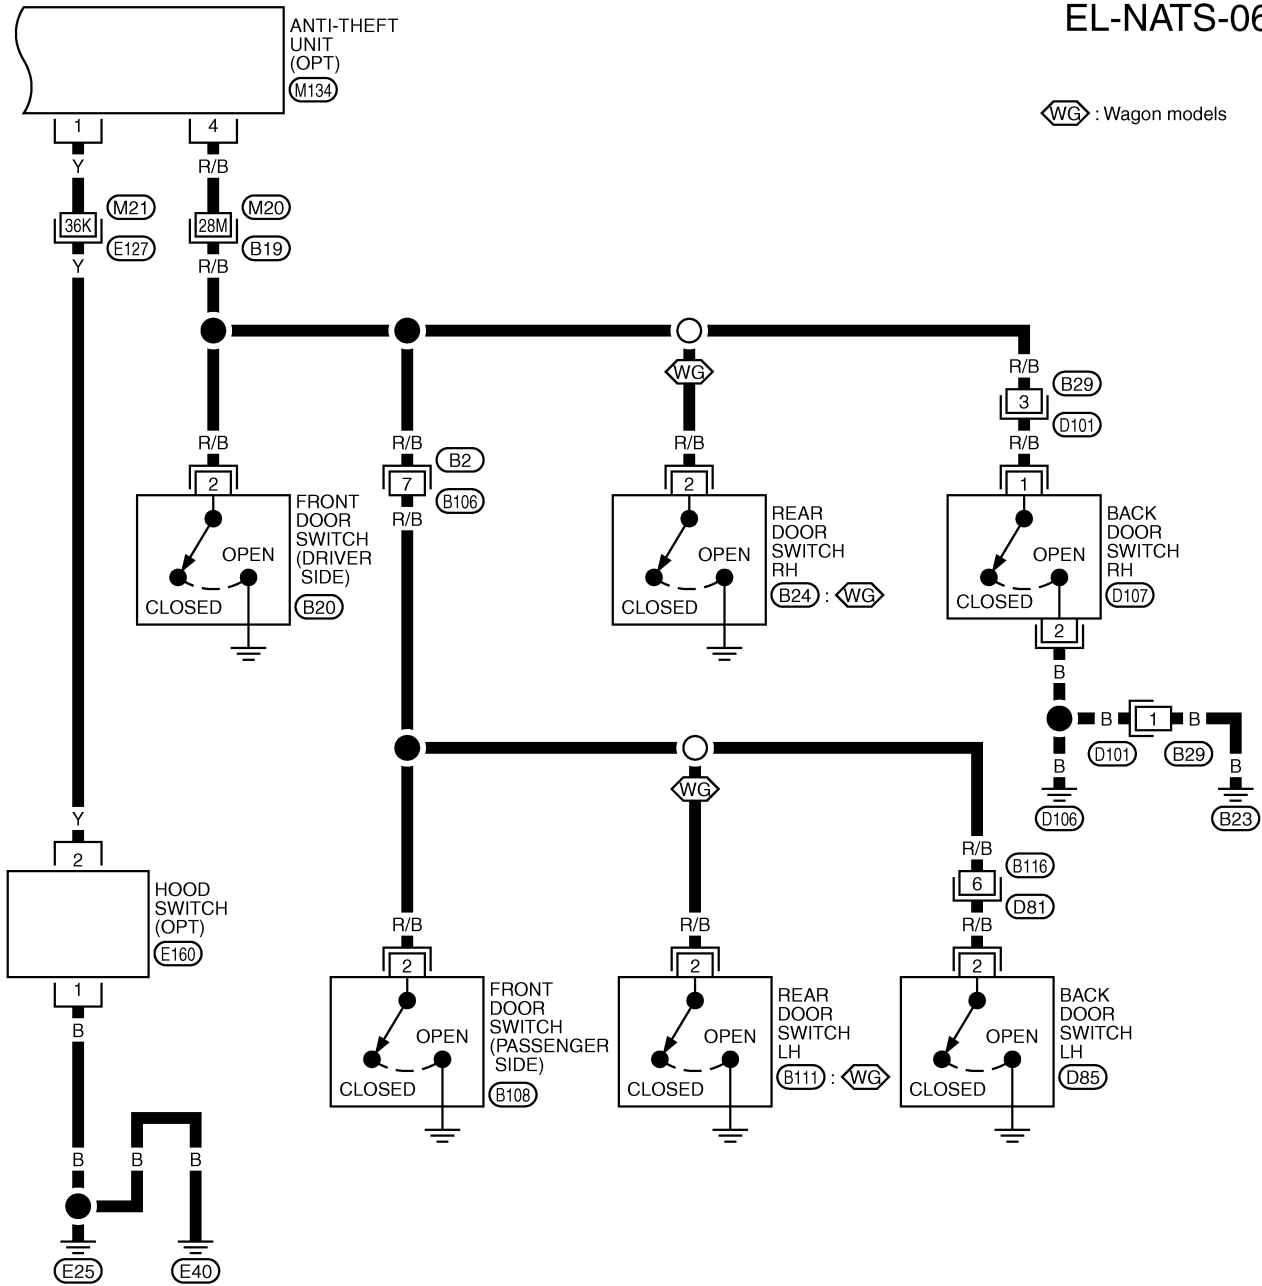 EL-NATS-06
ANTI-THEFT
UNIT
(OPT)
M134
WG : Wagon models
1
4
Y
R/B
36K
M21
28M
M20
E127
B19
Y
R/B
WG
R/B
B29
3
D101
R/B
R/B
R/B
R/B
B2
2
7
2
1
B106
R/B
FRONT
DOOR
SWITCH
(DRIVER
SIDE)
B20
OPEN
CLOSED
REAR
DOOR
SWITCH
RH
B24 : WG
OPEN
CLOSED
BACK
DOOR
SWITCH
RH
D107
OPEN
CLOSED
2
B
B
1
B
D101
B29
B
B
D106
B23
WG
Y
2
HOOD
SWITCH
(OPT)
E160
1
B
R/B
B116
6
D81
R/B
R/B
R/B
2
2
2
FRONT
DOOR
SWITCH
(PASSENGER
SIDE)
B108
OPEN
CLOSED
REAR
DOOR
SWITCH
LH
B111 : WG
OPEN
CLOSED
BACK
DOOR
SWITCH
LH
D85
OPEN
CLOSED
B
B
B
E25
E40